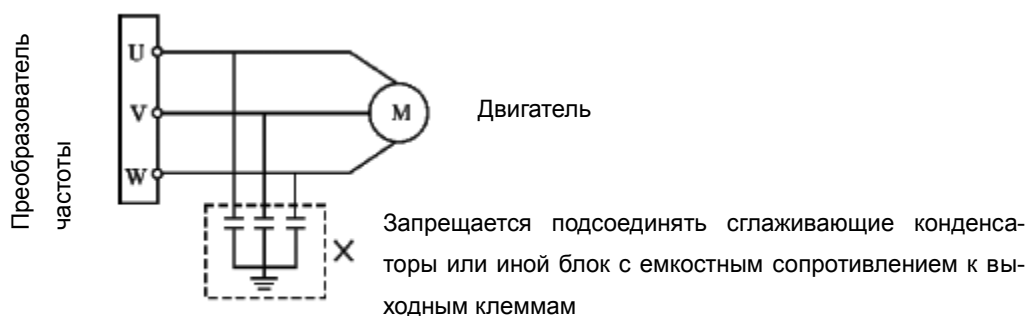 Преобразователь
частоты
U
V
W
M
Двигатель
Запрещается подсоединять сглаживающие конденса-
торы или иной блок с емкостным сопротивлением к вы-
ходным клеммам